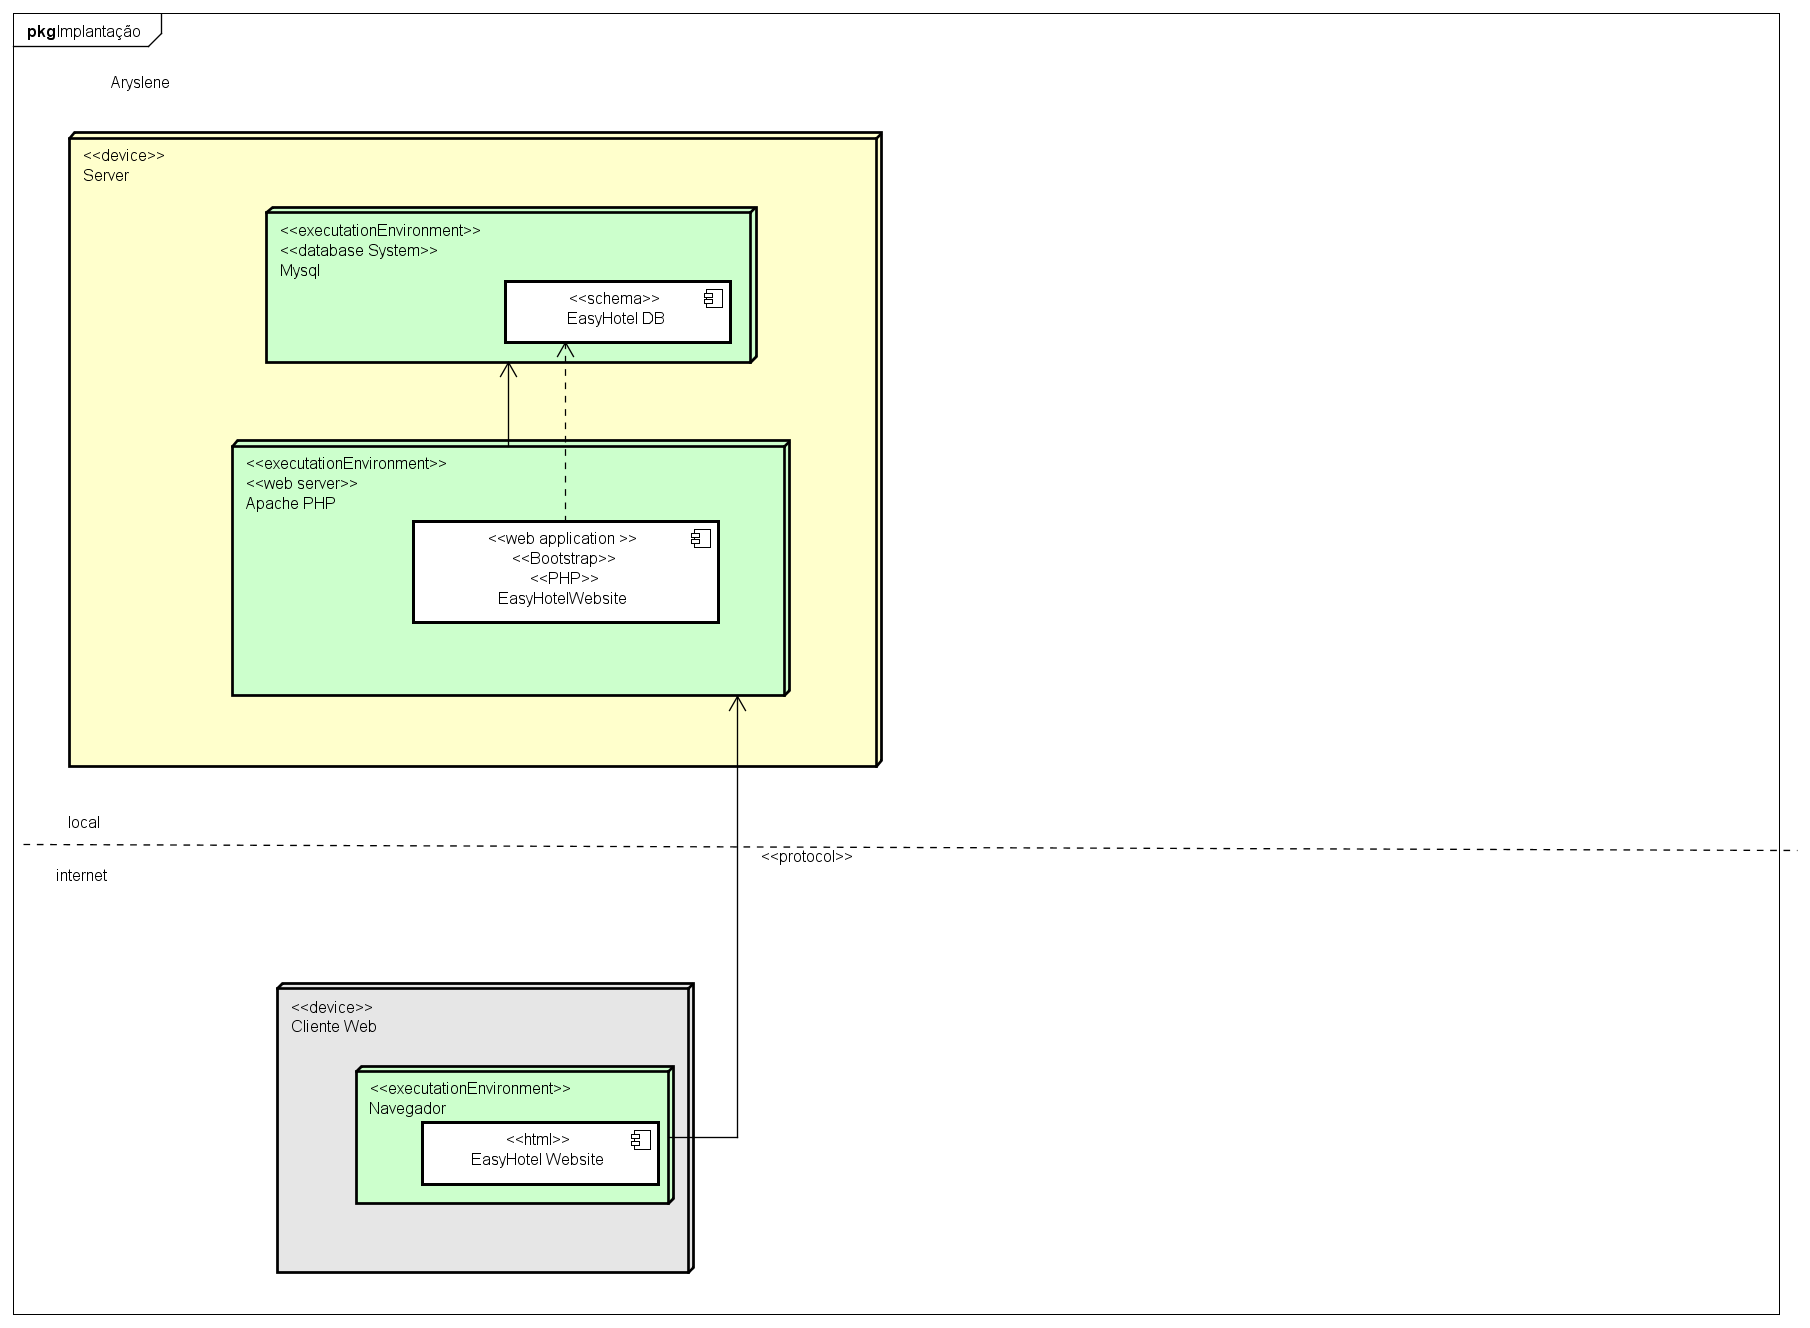 pkgImplantação
Aryslene
<<device>>
Server
<<executationEnvironment>>
<<database System>>
Mysql
<<schema>>
EasyHotel DB
<<executationEnvironment>>
<<web server>>
Apache PHP
<<web application >>
<<Bootstrap>>
<<PHP>>
EasyHotelWebsite
local
<<protocol>>
internet
<<device>>
Cliente Web
<<executationEnvironment>>
Navegador
<<html>>
EasyHotel Website